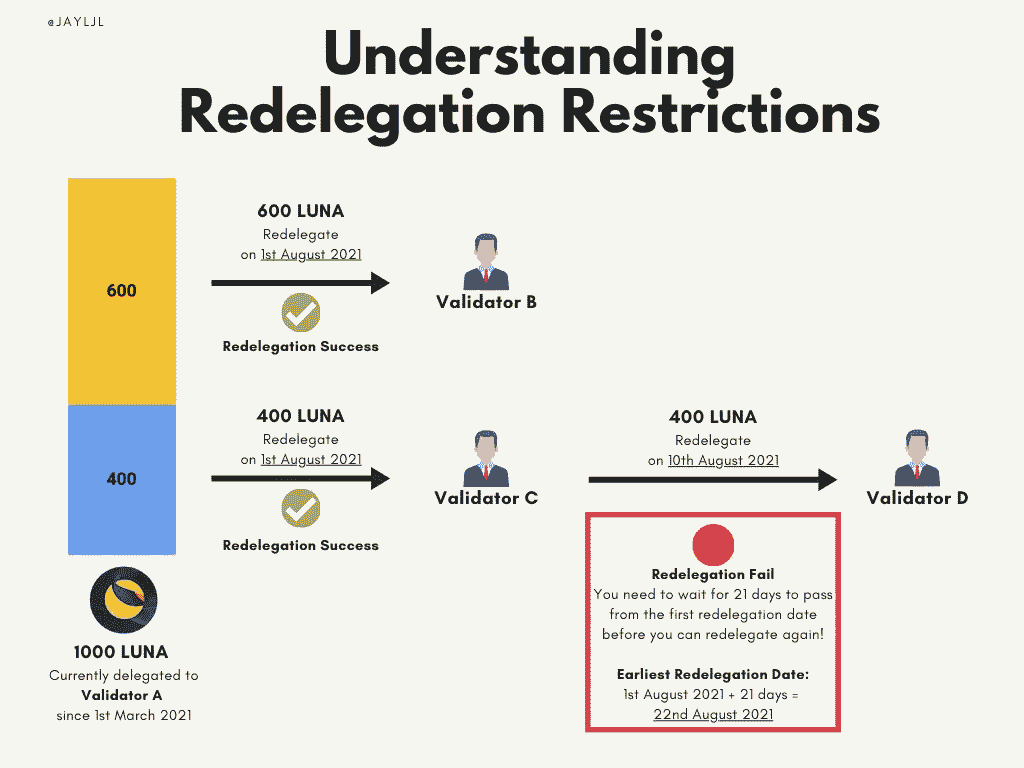 @JAYLJL
Understanding
Redelegation Restrictions
600
600 LUNA
Redelegate
on 1st August 2021
Redelegation Success
Validator B
400
400 LUNA
Redelegate
on 1st August 2021
Redelegation Success
Validator C
400 LUNA
Redelegate
on 10th August 2021
Validator D
Redelegation Fail
You need to wait for 21 days to pass
from the first redelegation date
before you can redelegate again!
Earliest Redelegation Date:
1st August 2021 + 21 days =
22nd August 2021
1000 LUNA
Currently delegated to
Validator A
since 1st March 2021